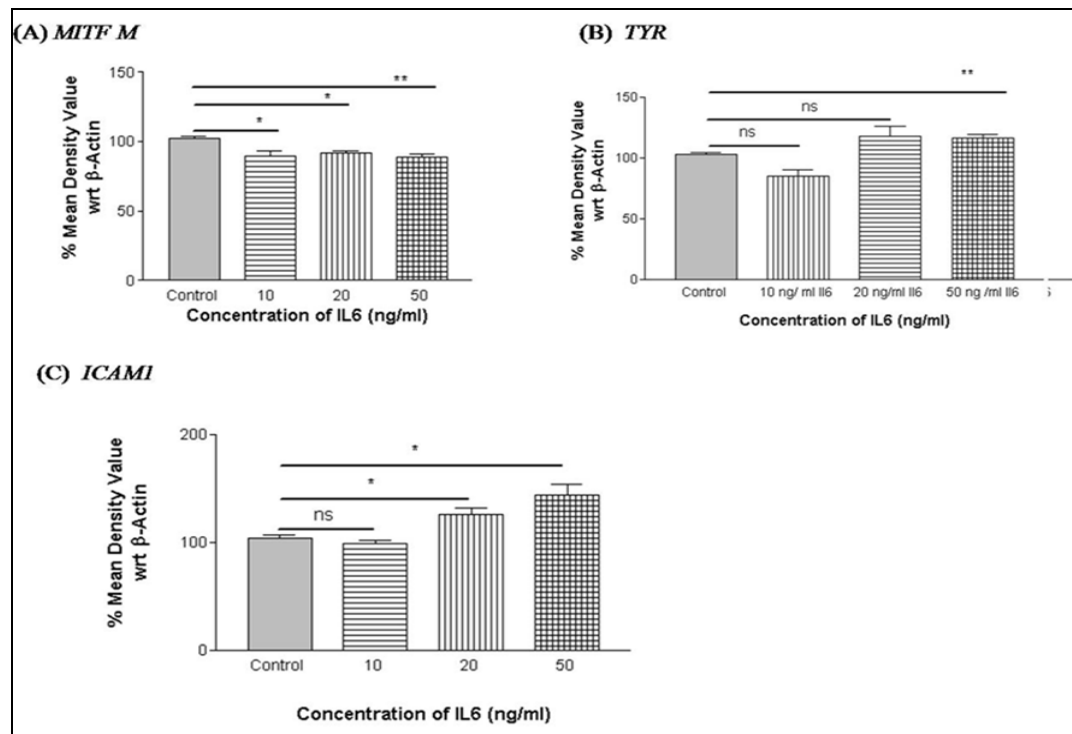 (A) MITF M
**
*
*
150
100
50
0
% Mean Density Value
wrt β-Actin
Control 10 20 50
Concentration of IL6 (ng/ml)
(B) TYR
**
ns
ns
150
100
50
0
% Mean Density Value
wrt β-Actin
Control 10 ng/ ml Il6 20 ng/ml Il6 50 ng /ml Il6
Concentration of IL6 (ng/ml)
(C) ICAM1
*
*
ns
200
100
0
% Mean Density Value
wrt β-Actin
Control 10 20 50
Concentration of IL6 (ng/ml)